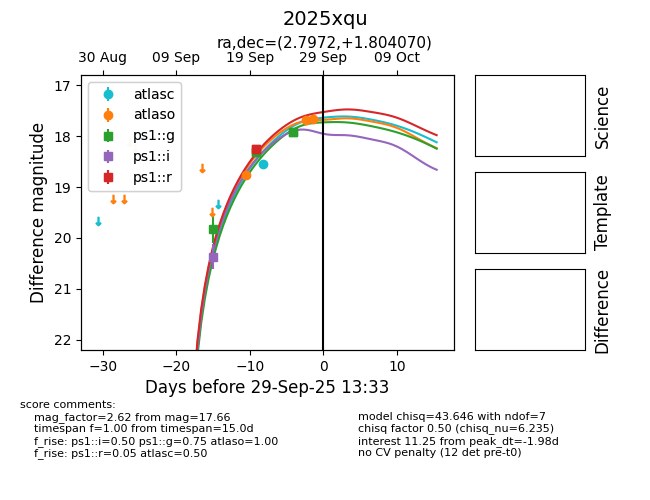 2025xqu
ra,dec=(2.7972,+1.804070)
30 Aug 09 Sep 19 Sep 29 Sep 09 Oct
17
18
19
20
21
22
Difference magnitude
atlasc
atlaso
ps1::g
ps1::i
ps1::r
−30 −20 −10 0 10
Days before 29-Sep-25 13:33
Science
Template
Difference
score comments:
mag_factor=2.62 from mag=17.66
timespan f=1.00 from timespan=15.0d
f_rise: ps1::i=0.50 ps1::g=0.75 atlaso=1.00
f_rise: ps1::r=0.05 atlasc=0.50
model chisq=43.646 with ndof=7
chisq factor 0.50 (chisq_nu=6.235)
interest 11.25 from peak_dt=-1.98d
no CV penalty (12 det pre-t0)